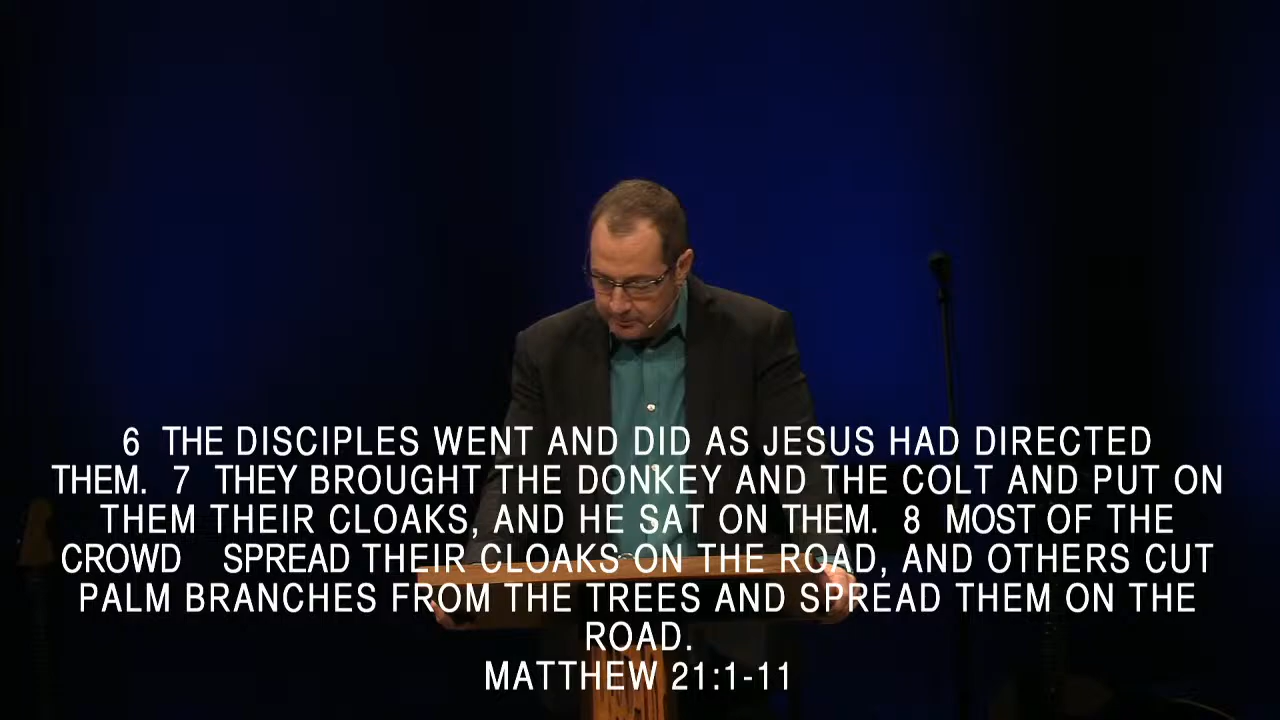 6 THE DISCIPLES WENT AND DID AS JESUS HAD DIRECTED
THEM. 7 THEY BROUGHT THE DONKEY AND THE COLT AND PUT ON
THEM THEIR CLOAKS, AND HE SAT ON THEM. 8 MOST OF THE
CROWD SPREAD THEIR CLOAKS ON THE ROAD, AND OTHERS CUT
PALM BRANCHES FROM THE TREES AND SPREAD THEM ON THE
ROAD.
MATTHEW 21:1-11